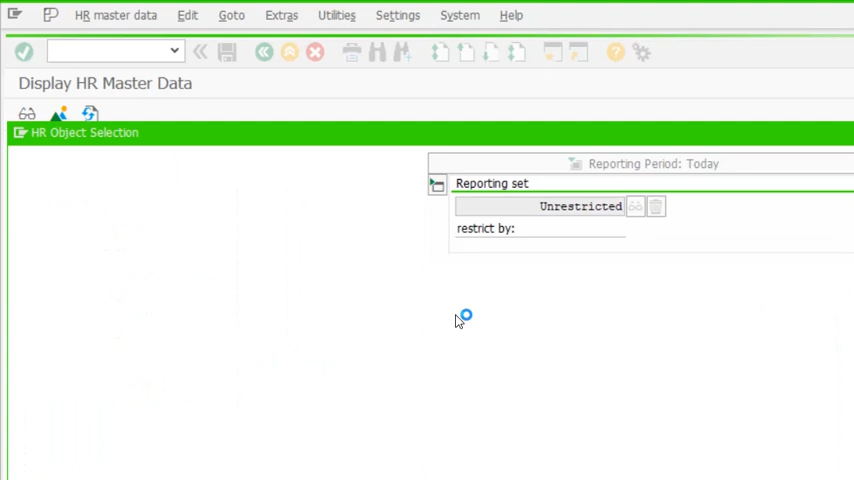 HR master data Edit Goto Extras Utilities Settings System Help
Display HR Master Data
HR Object Selection
Reporting Period: Today
Reporting set
Unrestricted
restrict by: